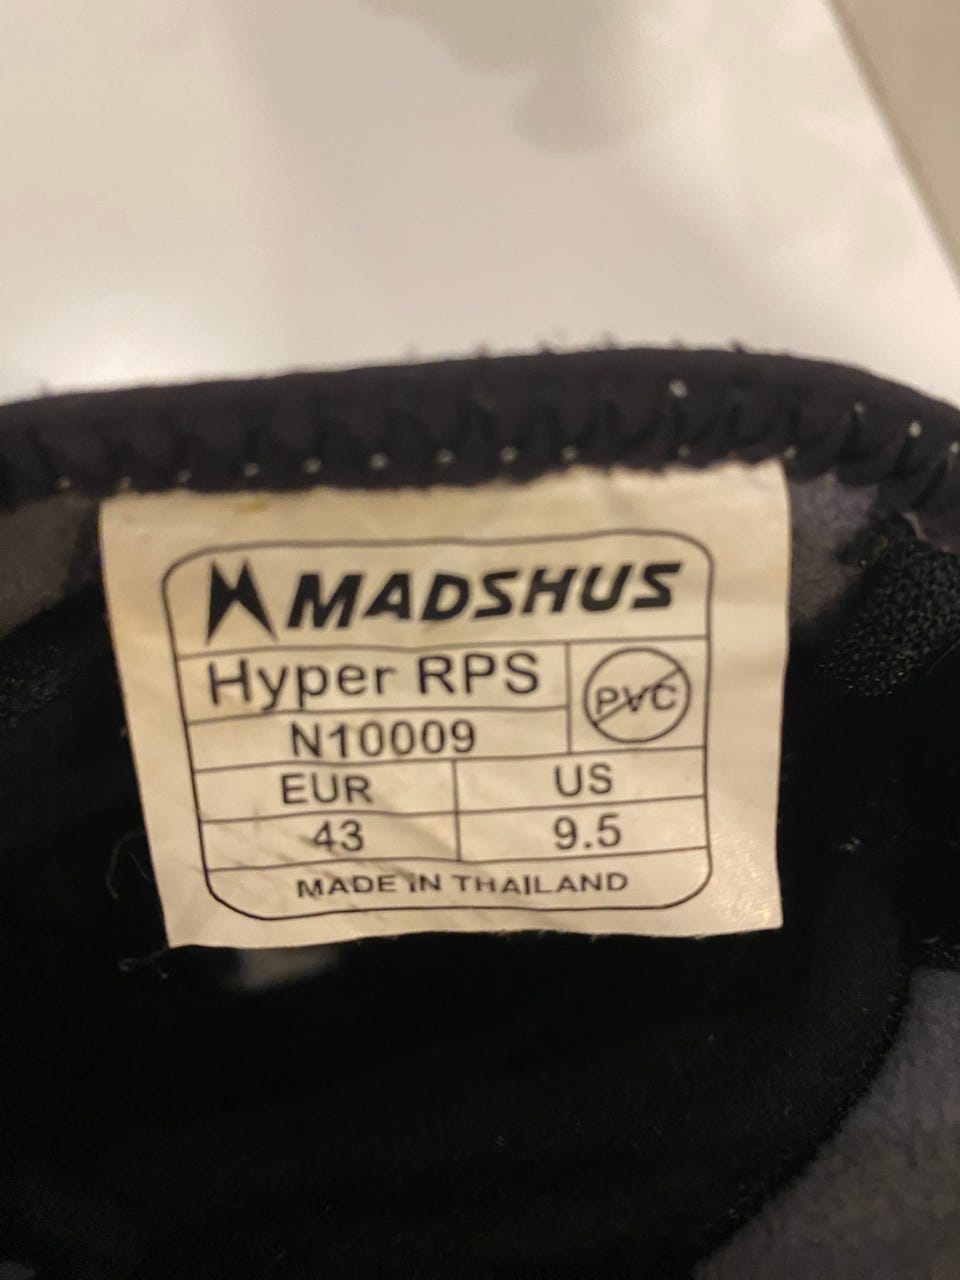 MADSHUS
Hyper RPS
PVC
N10009
EUR US
43 9.5
MADE IN THAILAND